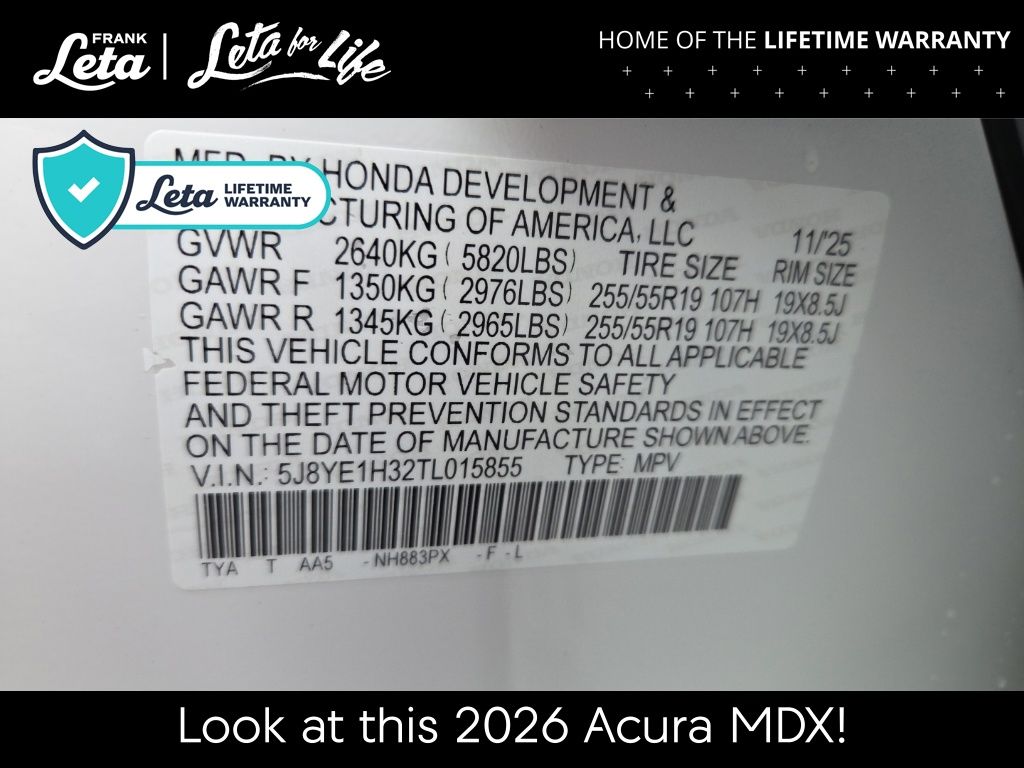 FRANK
Leta
Leta for Life
HOME OF THE LIFETIME WARRANTY
Leta LIFETIME
WARRANTY
MFD. BY HONDA DEVELOPMENT &
CTURING OF AMERICA, LLC 11/'25
GVWR 2640KG ( 5820LBS) TIRE SIZE RIM SIZE
GAWR F 1350KG ( 2976LBS) 255/55R19 107H 19X8.5J
GAWR R 1345KG ( 2965LBS) 255/55R19 107H 19X8.5J
THIS VEHICLE CONFORMS TO ALL APPLICABLE
FEDERAL MOTOR VEHICLE SAFETY
AND THEFT PREVENTION STANDARDS IN EFFECT
ON THE DATE OF MANUFACTURE SHOWN ABOVE.
V.I.N.: 5J8YE1H32TL015855 TYPE: MPV
TYA T AA5 - NH883PX - F - L
Look at this 2026 Acura MDX!